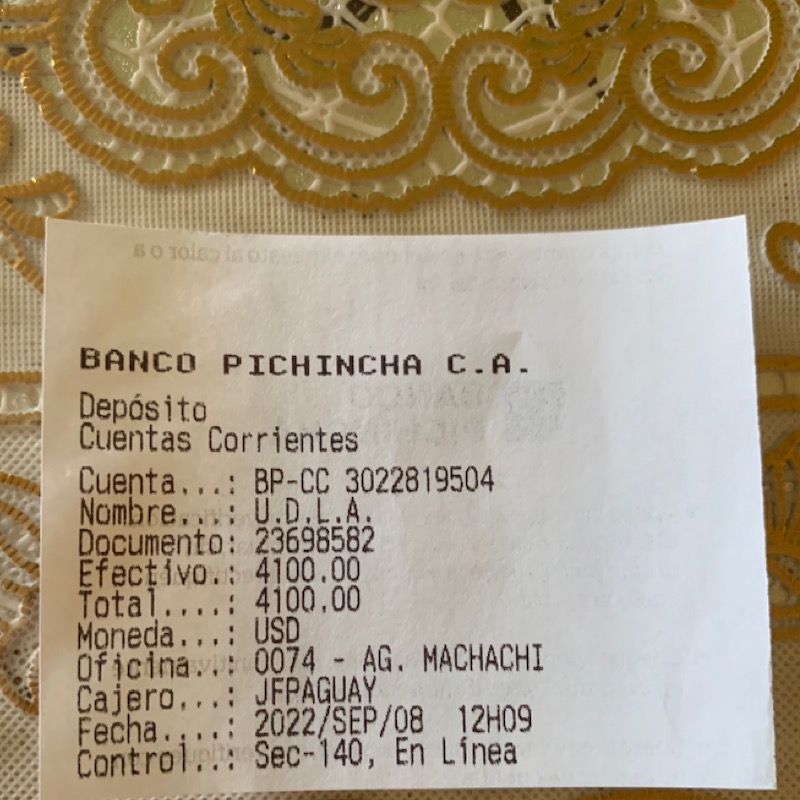 BANCO PICHINCHA C.A.
Depósito
Cuentas Corrientes
Cuenta...: BP-CC 3022819504
Nombre...: U.D.L.A.
Documento: 23698582
Efectivo.: 4100.00
Total....: 4100.00
Moneda...: USD
Oficina..: 0074 - AG. MACHACHI
Cajero...: JFPAGUAY
Fecha....: 2022/SEP/08 12H09
Control..: Sec-140, En Línea